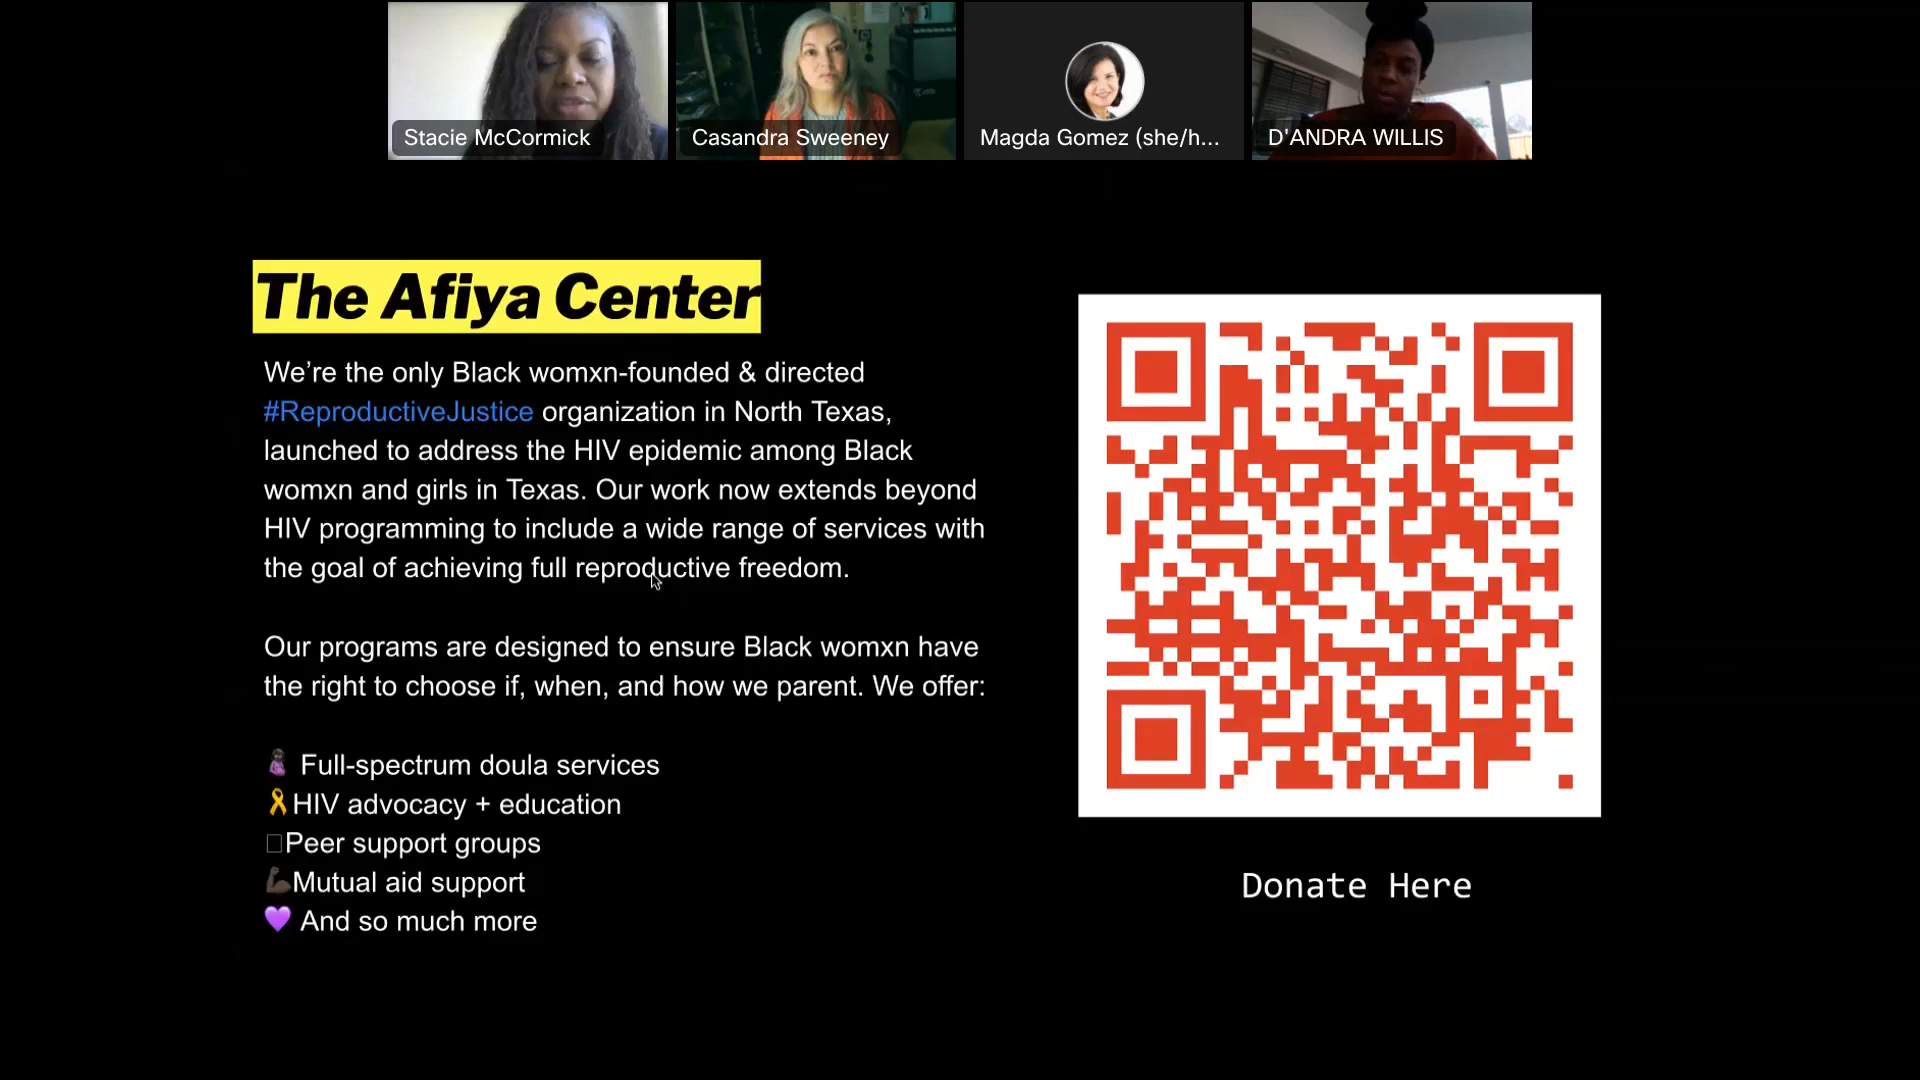 Stacie McCormick
Casandra Sweeney
Magda Gomez (she/h...
D'ANDRA WILLIS
The Afiya Center
We’re the only Black womxn-founded & directed
#ReproductiveJustice organization in North Texas,
launched to address the HIV epidemic among Black
womxn and girls in Texas. Our work now extends beyond
HIV programming to include a wide range of services with
the goal of achieving full reproductive freedom.
Our programs are designed to ensure Black womxn have
the right to choose if, when, and how we parent. We offer:
Full-spectrum doula services
HIV advocacy + education
Peer support groups
Mutual aid support
And so much more
Donate Here